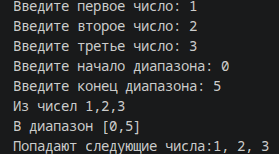 Введите первое число: 1
Введите второе число: 2
Введите третье число: 3
Введите начало диапазона: 0
Введите конец диапазона: 5
Из чисел 1,2,3
В диапазон [0,5]
Попадают следующие числа:1, 2, 3